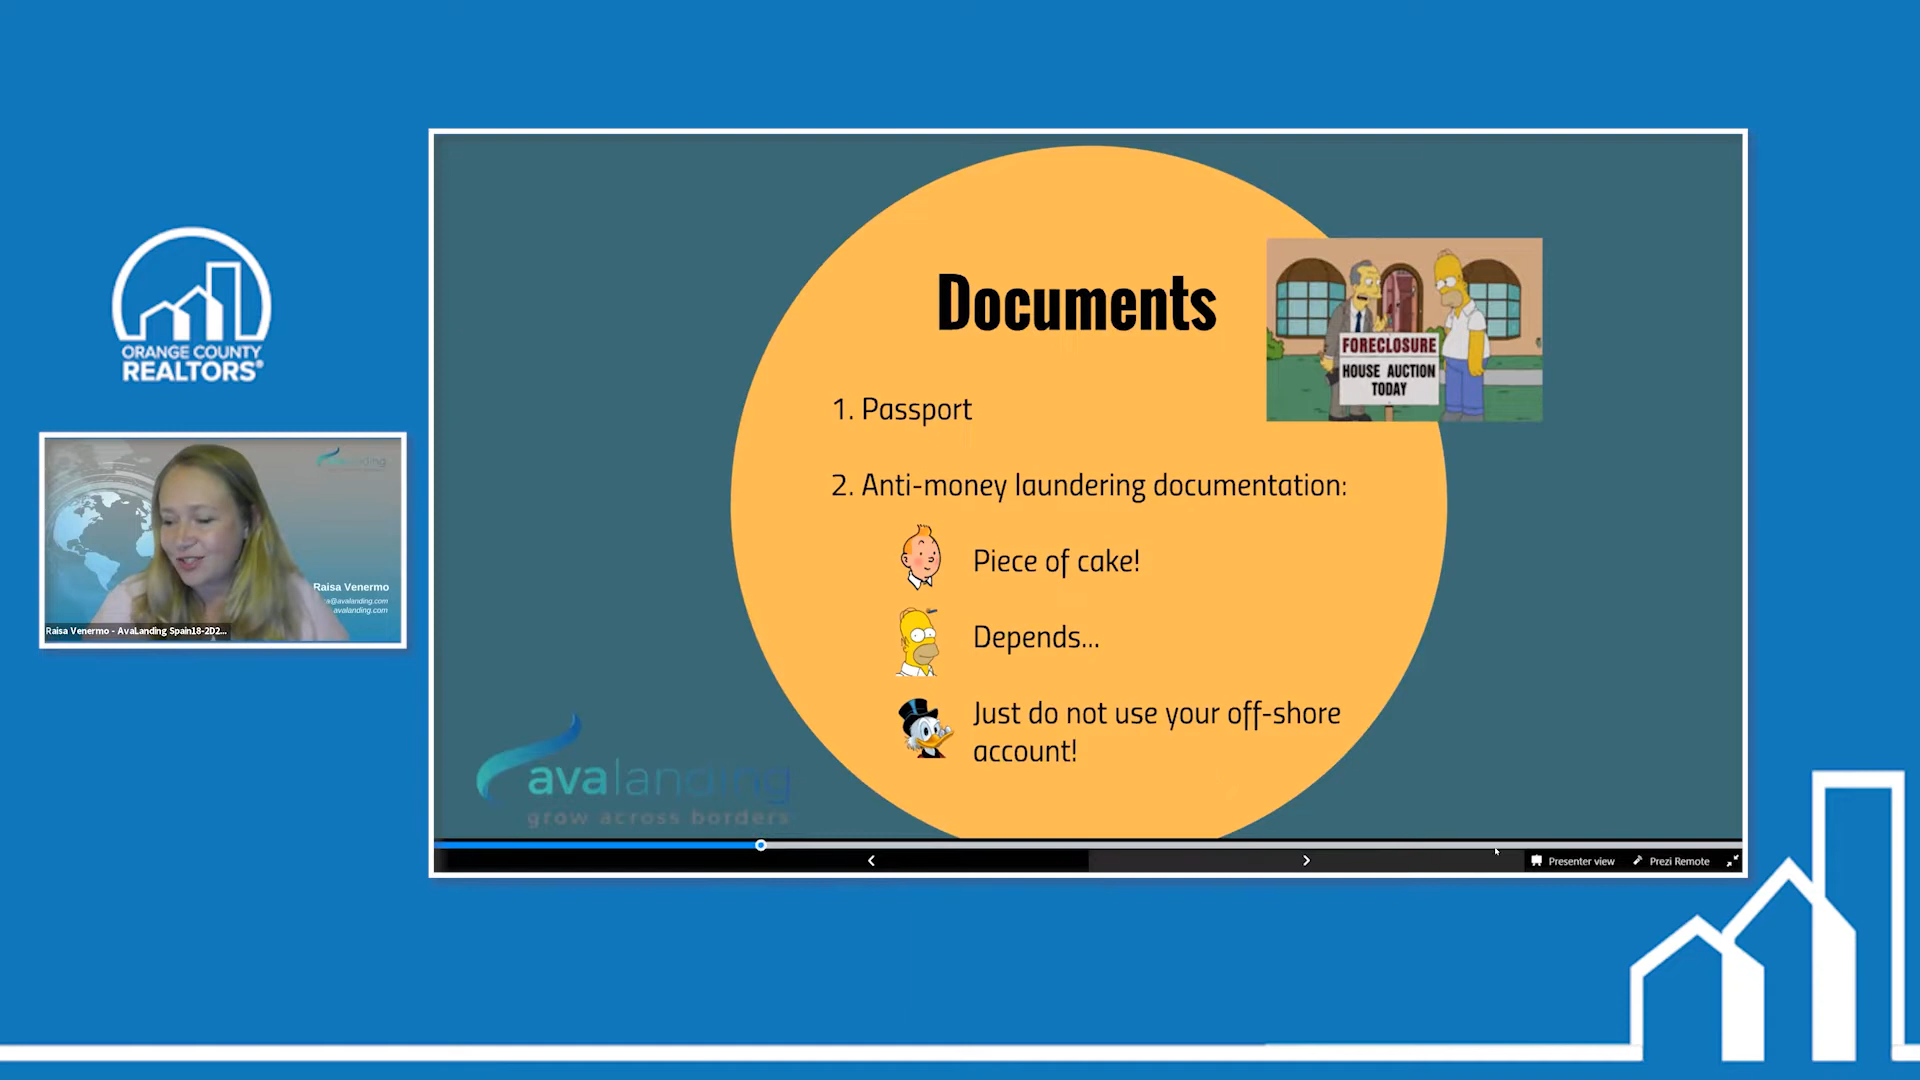 ORANGE COUNTY
REALTORS®
avalanding
Raisa Venermo
a@avalanding.com
avalanding.com
Raisa Venermo - AvaLanding Spain18-2D2...
Documents
FORECLOSURE
HOUSE AUCTION
TODAY
1. Passport
2. Anti-money laundering documentation:
Piece of cake!
Depends...
Just do not use your off-shore
account!
avalanding
grow across borders
Presenter view
Prezi Remote